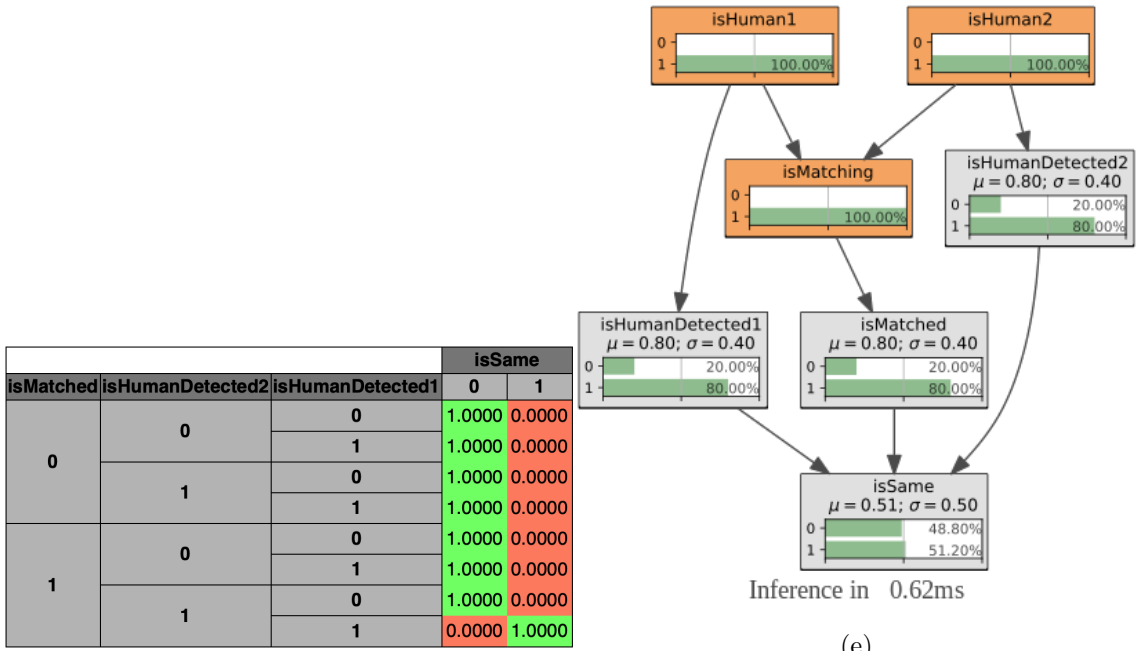 isSame
isMatched isHumanDetected2 isHumanDetected1 0 1
0 0 0 1.0000 0.0000
1 1.0000 0.0000
1 0 1.0000 0.0000
1 1.0000 0.0000
1 0 0 1.0000 0.0000
1 1.0000 0.0000
1 0 1.0000 0.0000
1 0.0000 1.0000
isHuman1
0
1 100.00%
isHuman2
0
1 100.00%
isMatching
0
1 100.00%
isHumanDetected2
μ = 0.80; σ = 0.40
0 20.00%
1 80.00%
isHumanDetected1
μ = 0.80; σ = 0.40
0 20.00%
1 80.00%
isMatched
μ = 0.80; σ = 0.40
0 20.00%
1 80.00%
isSame
μ = 0.51; σ = 0.50
0 48.80%
1 51.20%
Inference in 0.62ms
(e)